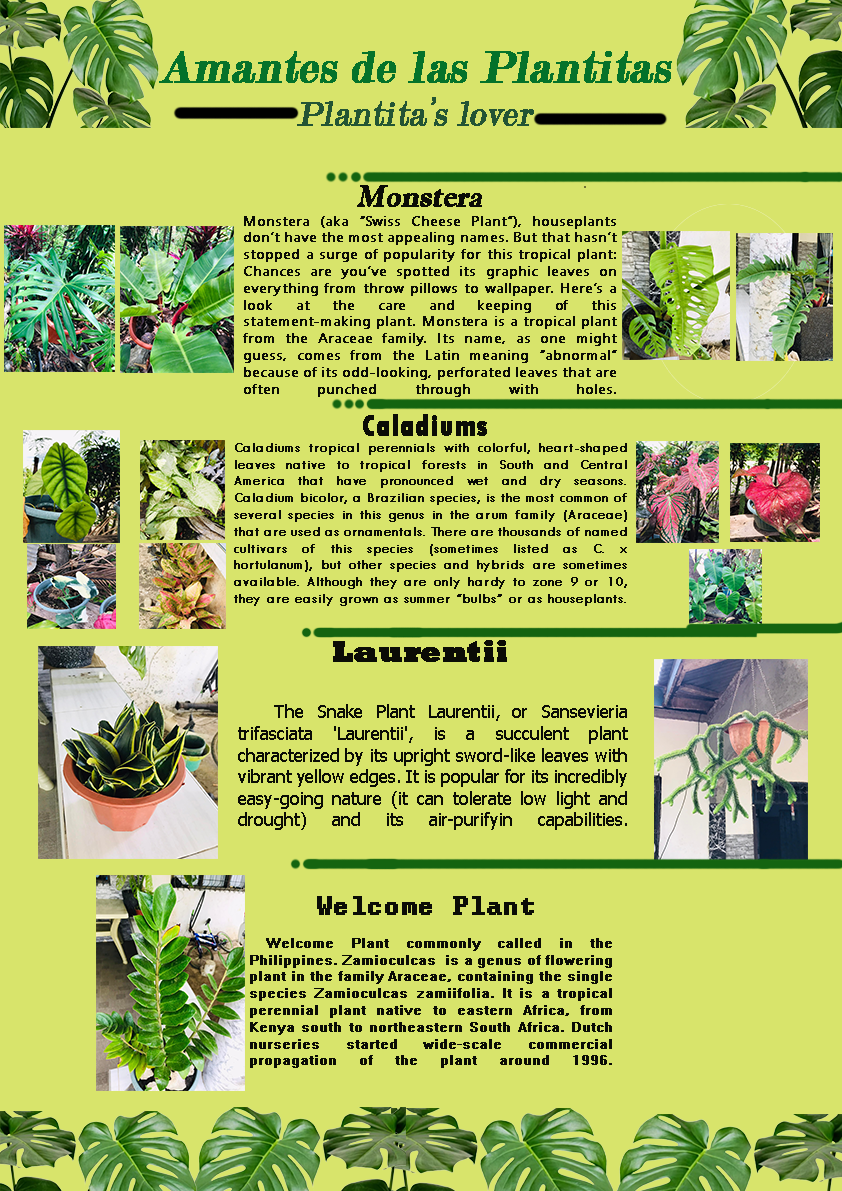 Amantes de las Plantitas
Plantita's lover
Monstera
Monstera (aka "Swiss Cheese Plant"), houseplants
don't have the most appealing names. But that hasn't
stopped a surge of popularity for this tropical plant:
Chances are you've spotted its graphic leaves on
everything from throw pillows to wallpaper. Here's a
look at the care and keeping of this
statement-making plant. Monstera is a tropical plant
from the Araceae family. Its name, as one might
guess, comes from the Latin meaning "abnormal"
because of its odd-looking, perforated leaves that are
often punched through with holes.
Caladiums
Caladiums tropical perennials with colorful, heart-shaped
leaves native to tropical forests in South and Central
America that have pronounced wet and dry seasons.
Caladium bicolor, a Brazilian species, is the most common of
several species in this genus in the arum family (Araceae)
that are used as ornamentals. There are thousands of named
cultivars of this species (sometimes listed as C. x
hortulanum), but other species and hybrids are sometimes
available. Although they are only hardy to zone 9 or 10,
they are easily grown as summer "bulbs" or as houseplants.
Laurentii
The Snake Plant Laurentii, or Sansevieria
trifasciata 'Laurentii', is a succulent plant
characterized by its upright sword-like leaves with
vibrant yellow edges. It is popular for its incredibly
easy-going nature (it can tolerate low light and
drought) and its air-purifyin capabilities.
Welcome Plant
Welcome Plant commonly called in the
Philippines. Zamioculcas is a genus of flowering
plant in the family Araceae, containing the single
species Zamioculcas zamiifolia. It is a tropical
perennial plant native to eastern Africa, from
Kenya south to northeastern South Africa. Dutch
nurseries started wide-scale commercial
propagation of the plant around 1996.